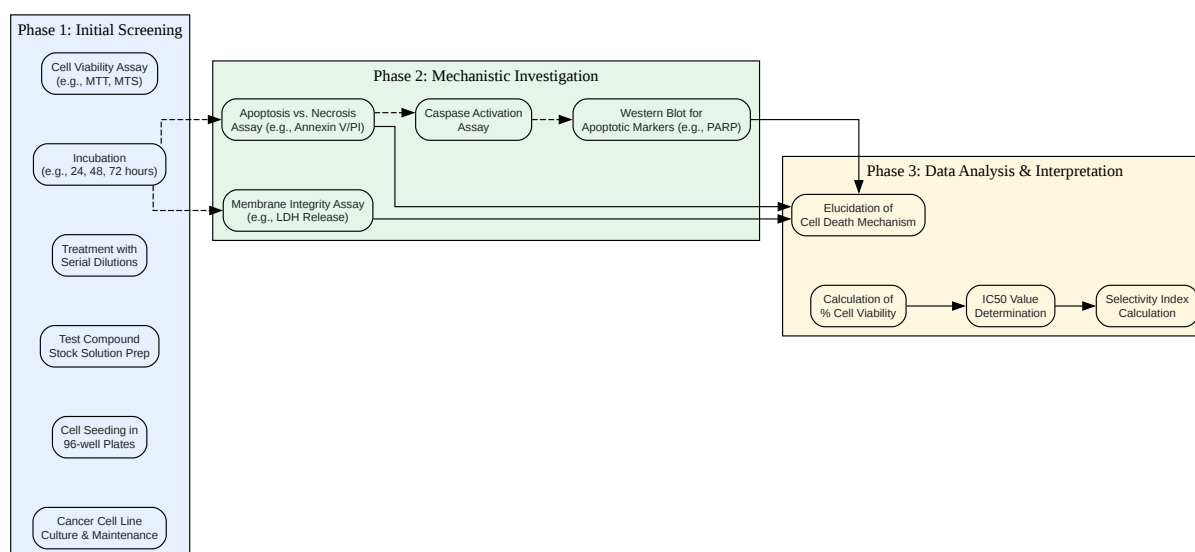 Phase 1: Initial Screening
Cell Viability Assay
(e.g., MTT, MTS)
Incubation
(e.g., 24, 48, 72 hours)
Treatment with
Serial Dilutions
Test Compound
Stock Solution Prep
Cell Seeding in
96-well Plates
Cancer Cell Line
Culture & Maintenance
Phase 2: Mechanistic Investigation
Apoptosis vs. Necrosis
Assay (e.g., Annexin V/PI)
Caspase Activation
Assay
Western Blot for
Apoptotic Markers (e.g., PARP)
Membrane Integrity Assay
(e.g., LDH Release)
Phase 3: Data Analysis & Interpretation
Elucidation of
Cell Death Mechanism
Calculation of
% Cell Viability
IC50 Value
Determination
Selectivity Index
Calculation